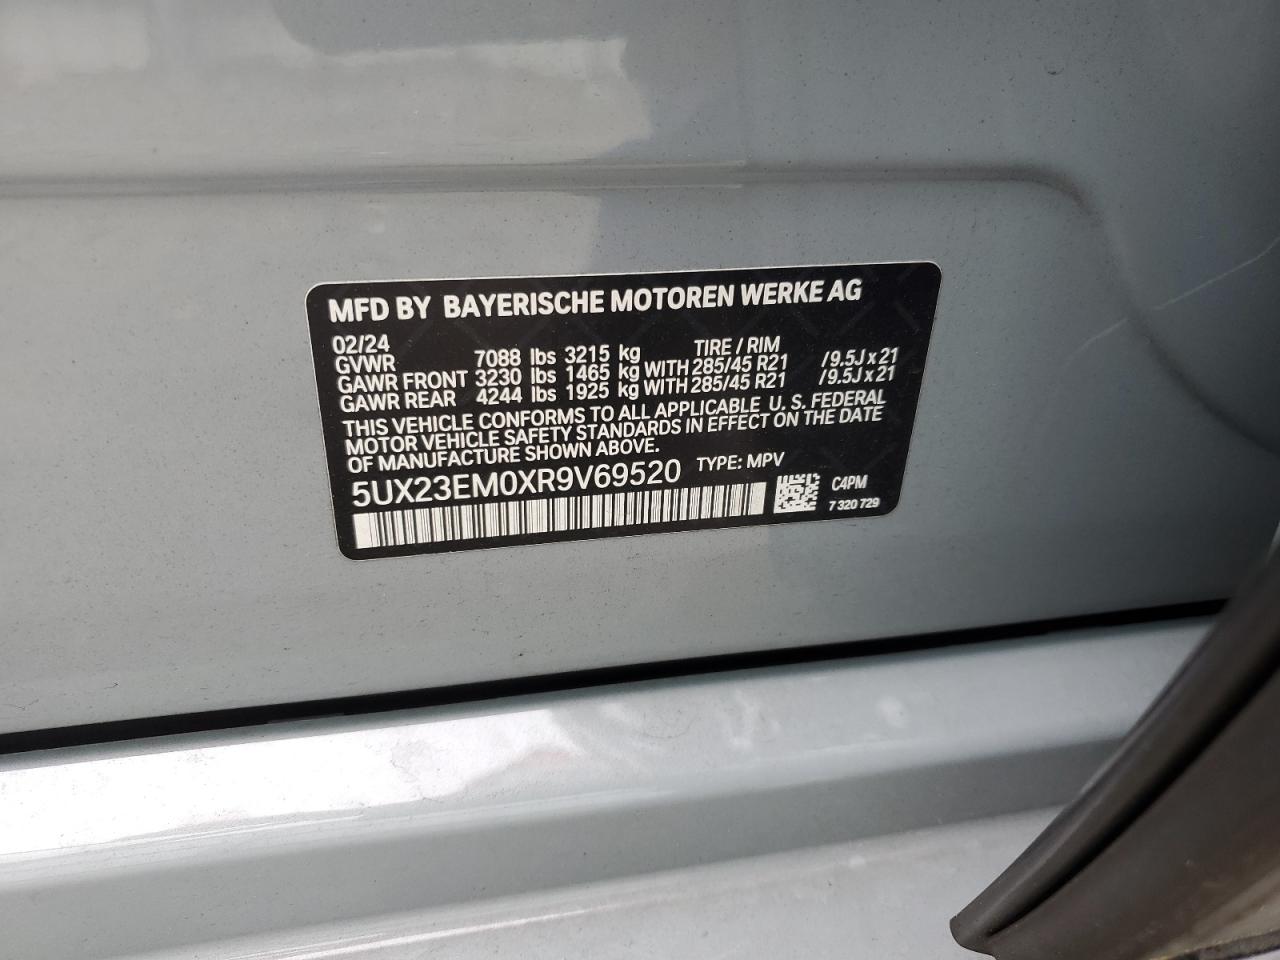 MFD BY BAYERISCHE MOTOREN WERKE AG
02/24 TIRE / RIM
GVWR 7088 lbs 3215 kg
GAWR FRONT 3230 lbs 1465 kg WITH 285/45 R21 /9.5J x 21
GAWR REAR 4244 lbs 1925 kg WITH 285/45 R21 /9.5J x 21
THIS VEHICLE CONFORMS TO ALL APPLICABLE U. S. FEDERAL
MOTOR VEHICLE SAFETY STANDARDS IN EFFECT ON THE DATE
OF MANUFACTURE SHOWN ABOVE.
5UX23EM0XR9V69520 TYPE: MPV
C4PM
7 320 729